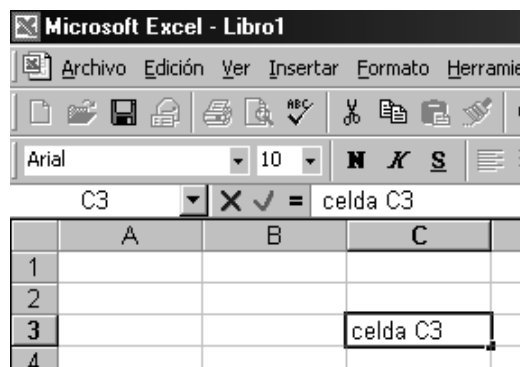 Microsoft Excel - Libro1
Archivo Edición Ver Insertar Formato
ABC
Arial 10 N K S
C3 = celda C3
A B C
1
2
3 celda C3
4